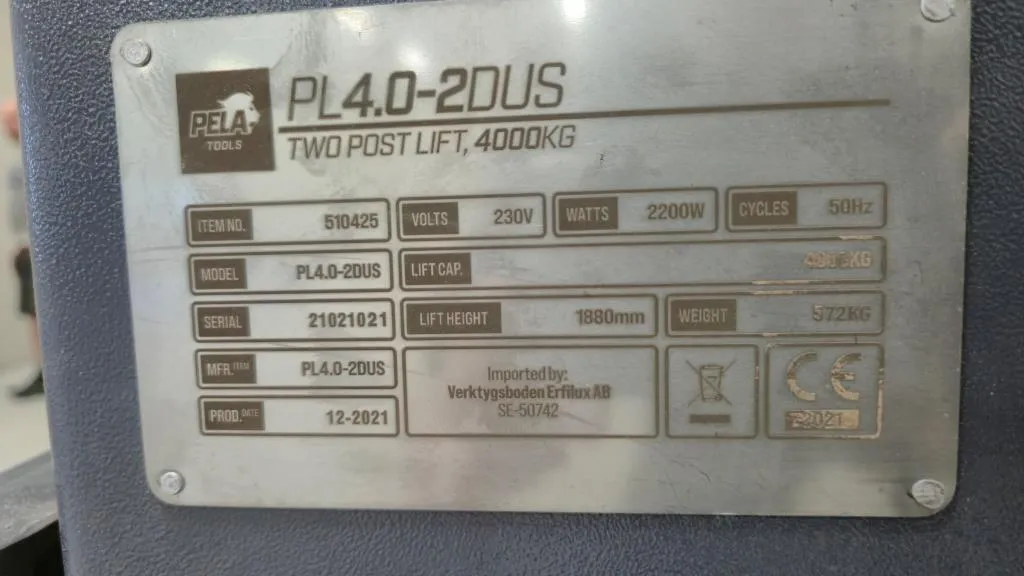 PELA
TOOLS
PL4.0-2DUS
TWO POST LIFT, 4000KG
ITEM NO. 510425
VOLTS 230V
WATTS 2200W
CYCLES 50Hz
MODEL PL4.0-2DUS
LIFT CAP. 4000KG
SERIAL 21021021
LIFT HEIGHT 1880mm
WEIGHT 572KG
MFR. ITEM PL4.0-2DUS
PROD. DATE 12-2021
Imported by:
Verktygsboden Erfilux AB
SE-50742
CE
2021